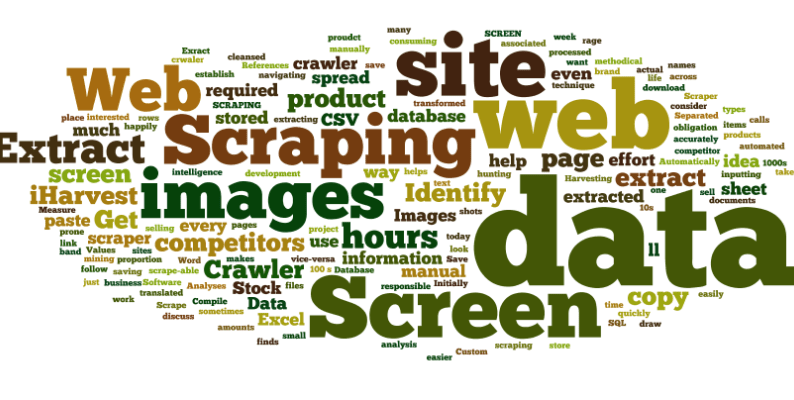 many
proudct
SCREEN
week
rage
manually
consuming
associated
Exract
cleansed
site
processed
crwaler
References
crawler
save
want
methodical
names
establish
navigating
spread
even
brand
actual
life
across
Web
required
technique
download
product
transformed
web
Scraper
SCRAPING
consider
types
place
interested
rows
stored
extracting
csv
database
Separated
calls
much
happily
Scraping
obligation
items
products
accurately
Extract
help
page
effort
competitor
automated
Automatically
idea
1000s
screen
intelligence
development
way
helps
hunting
Harvesting
extract
inputting
take
iHarvest
images
text
Identify
extracted
one
sell
sheet
Measure
Images
shots
10s
documents
paste
Get
selling
every
pages
project
data
prone
scraper
competitors
use
hours
today
link
look
ll
band
Values
sites
makes
vice-versa
information
Save
mining
proportion
Word
Crawler
100 s
Database
manual
follow
saving
scrape-able
just
business
Software
Analyses
Stock
files
responsible
Initially
copy
easily
translated
Compile
Data
Screen
time
work
Scrape
sometimes
quickly
discuss
Excel
SQL
draw
amounts
small
finds
analysis
scraping
store
Custom
easier